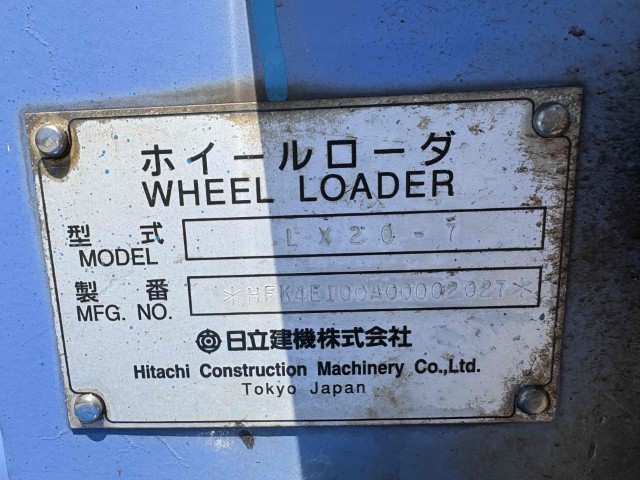 ホイールローダ
WHEEL LOADER
型式 LX20-7
MODEL
製番 *HFK4E100A00002027*
MFG. NO.
日立建機株式会社
Hitachi Construction Machinery Co.,Ltd.
Tokyo Japan